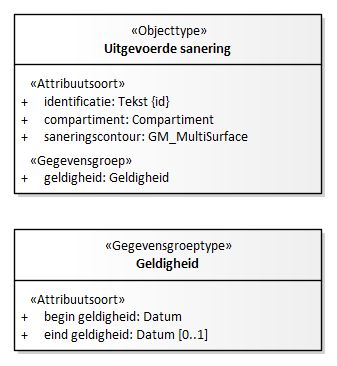 «Objecttype»
Uitgevoerde sanering
«Attribuutsoort»
+ identificatie: Tekst {id}
+ compartiment: Compartiment
+ saneringscontour: GM_MultiSurface
«Gegevensgroep»
+ geldigheid: Geldigheid
«Gegevensgroeptype»
Geldigheid
«Attribuutsoort»
+ begin geldigheid: Datum
+ eind geldigheid: Datum [0..1]